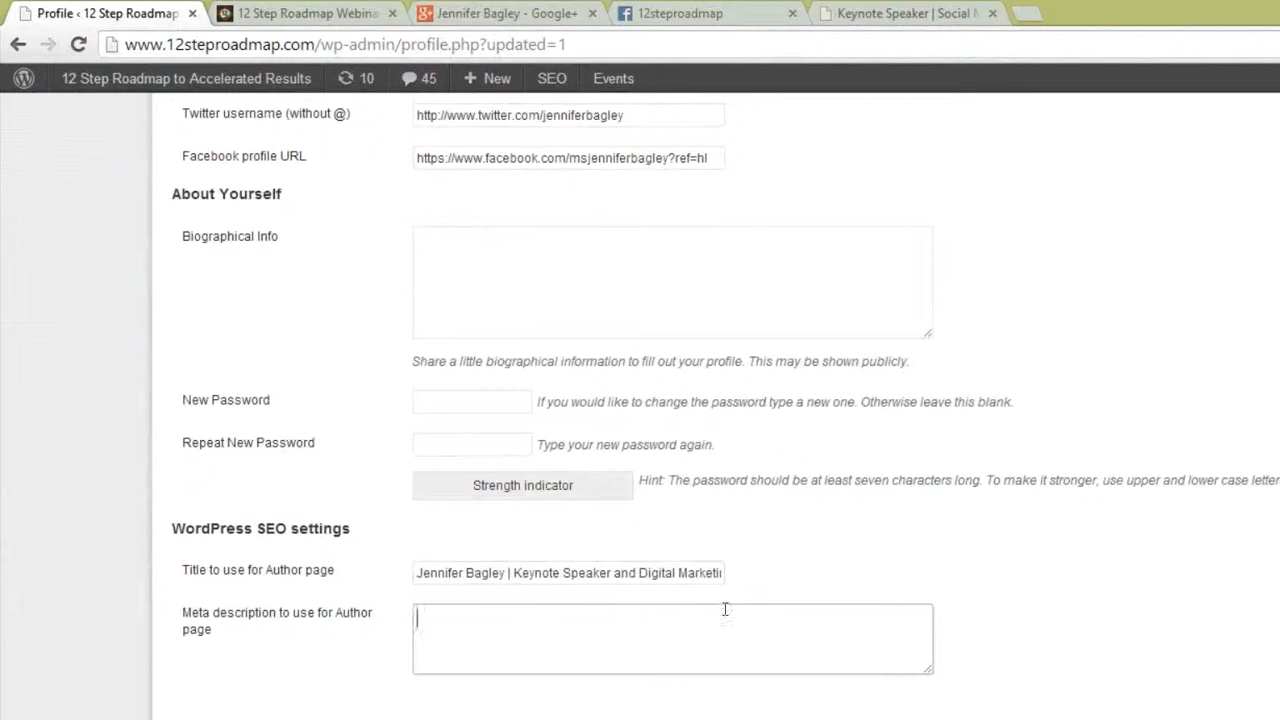 Profile ‹ 12 Step Roadmap
12 Step Roadmap Webina
Jennifer Bagley - Google+
12steproadmap
Keynote Speaker | Social M
www.12steproadmap.com/wp-admin/profile.php?updated=1
12 Step Roadmap to Accelerated Results
10
45
+ New
SEO
Events
Twitter username (without @)
http://www.twitter.com/jenniferbagley
Facebook profile URL
https://www.facebook.com/msjenniferbagley?ref=hl
About Yourself
Biographical Info
Share a little biographical information to fill out your profile. This may be shown publicly.
New Password
If you would like to change the password type a new one. Otherwise leave this blank.
Repeat New Password
Type your new password again.
Strength indicator
Hint: The password should be at least seven characters long. To make it stronger, use upper and lower case letter
WordPress SEO settings
Title to use for Author page
Jennifer Bagley | Keynote Speaker and Digital Marketin
Meta description to use for Author
page